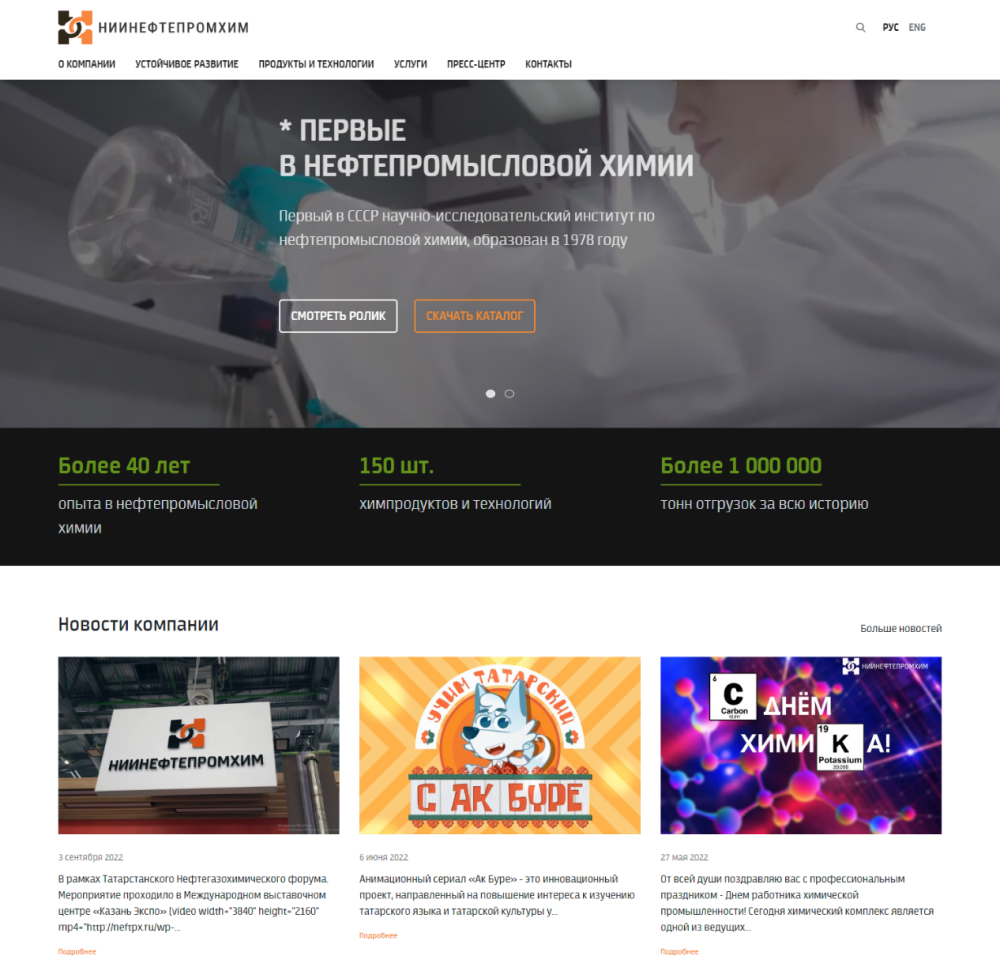 НИИНЕФТЕПРОМХИМ
РУС ENG
О КОМПАНИИ УСТОЙЧИВОЕ РАЗВИТИЕ ПРОДУКТЫ И ТЕХНОЛОГИИ УСЛУГИ ПРЕСС-ЦЕНТР КОНТАКТЫ
* ПЕРВЫЕ
В НЕФТЕПРОМЫСЛОВОЙ ХИМИИ
Первый в СССР научно-исследовательский институт по
нефтепромысловой химии, образован в 1978 году
СМОТРЕТЬ РОЛИК СКАЧАТЬ КАТАЛОГ
Более 40 лет
опыта в нефтепромысловой
химии
150 шт.
химпродуктов и технологий
Более 1 000 000
тонн отгрузок за всю историю
Новости компании
Больше новостей
НИИНЕФТЕПРОМХИМ
3 сентября 2022
В рамках Татарстанского Нефтегазохимического форума.
Мероприятие проходило в Международном выставочном
центре «Казань Экспо» [video width="3840" height="2160"
mp4="http://neftpx.ru/wp-...
Подробнее
УЧИМ ТАТАРСКИЙ
С АК БУРЕ
6 июня 2022
Анимационный сериал «Ак Буре» - это инновационный
проект, направленный на повышение интереса к изучению
татарского языка и татарской культуры у...
Подробнее
НИИНЕФТЕПРОМХИМ
6
C
Carbon
12.011
ДНЁМ
ХИМИ
19
K
Potassium
А!
27 мая 2022
От всей души поздравляю вас с профессиональным
праздником - Днем работника химической
промышленности! Сегодня химический комплекс является
одной из ведущих...
Подробнее